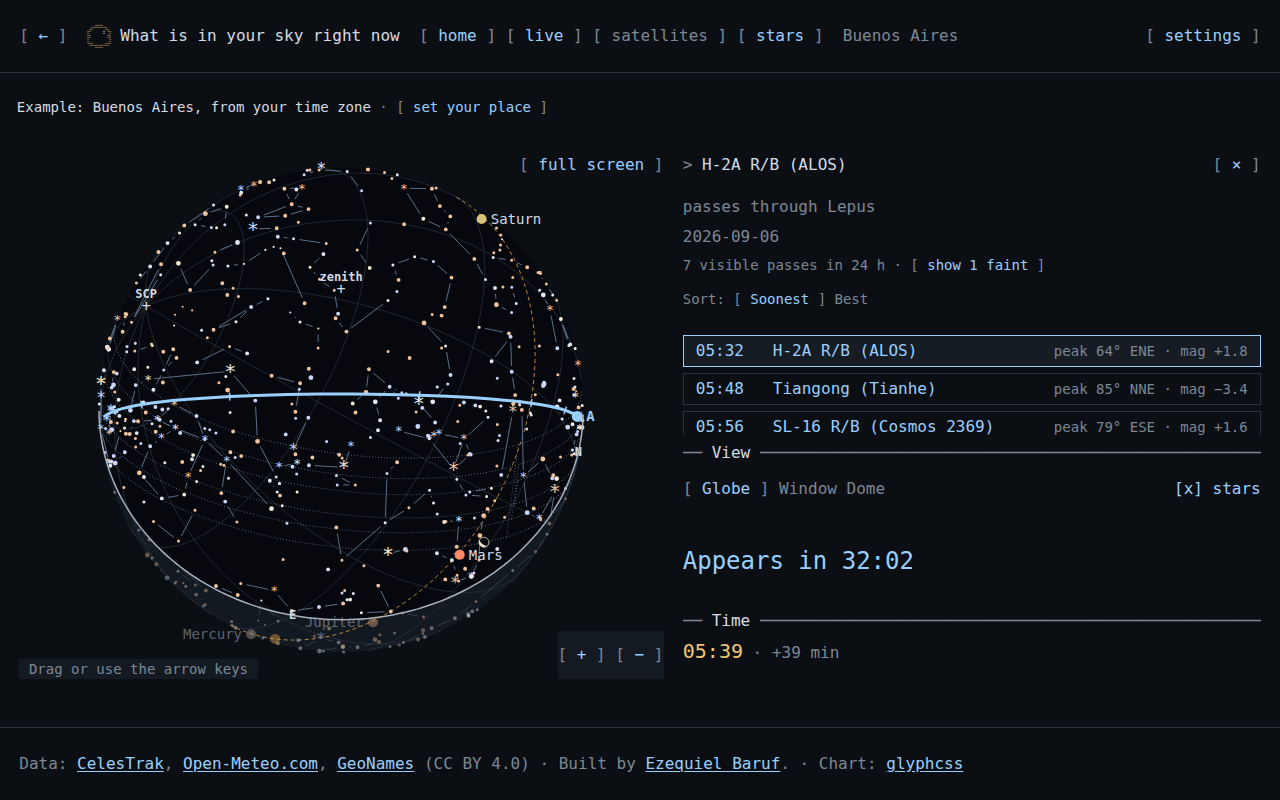 [ ← ] What is in your sky right now [ home ] [ live ] [ satellites ] [ stars ] Buenos Aires [ settings ]
Example: Buenos Aires, from your time zone · [ set your place ]
[ full screen ]
Saturn
zenith
SCP
A
N
Mars
E
Jupiter
Mercury
[ + ] [ − ]
Drag or use the arrow keys
> H-2A R/B (ALOS) [ × ]
passes through Lepus
2026-09-06
7 visible passes in 24 h · [ show 1 faint ]
Sort: [ Soonest ] Best
05:32 H-2A R/B (ALOS) peak 64° ENE · mag +1.8
05:48 Tiangong (Tianhe) peak 85° NNE · mag −3.4
05:56 SL-16 R/B (Cosmos 2369) peak 79° ESE · mag +1.6
View
[ Globe ] Window Dome [x] stars
Appears in 32:02
Time
05:39 · +39 min
Data: CelesTrak, Open-Meteo.com, GeoNames (CC BY 4.0) · Built by Ezequiel Baruf. · Chart: glyphcss